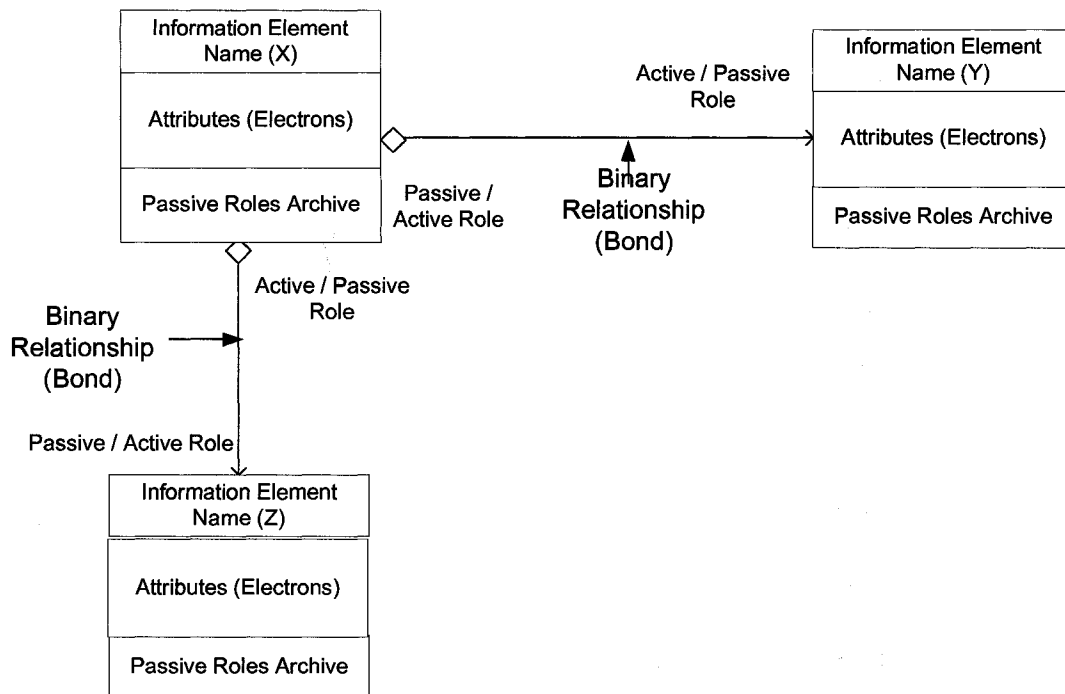 Information Element
Name (X)
Attributes (Electrons)
Passive Roles Archive
Active / Passive
Role
Passive /
Active Role
Binary
Relationship
(Bond)
Information Element
Name (Y)
Attributes (Electrons)
Passive Roles Archive
Active / Passive
Role
Binary
Relationship
(Bond)
Passive / Active Role
Information Element
Name (Z)
Attributes (Electrons)
Passive Roles Archive